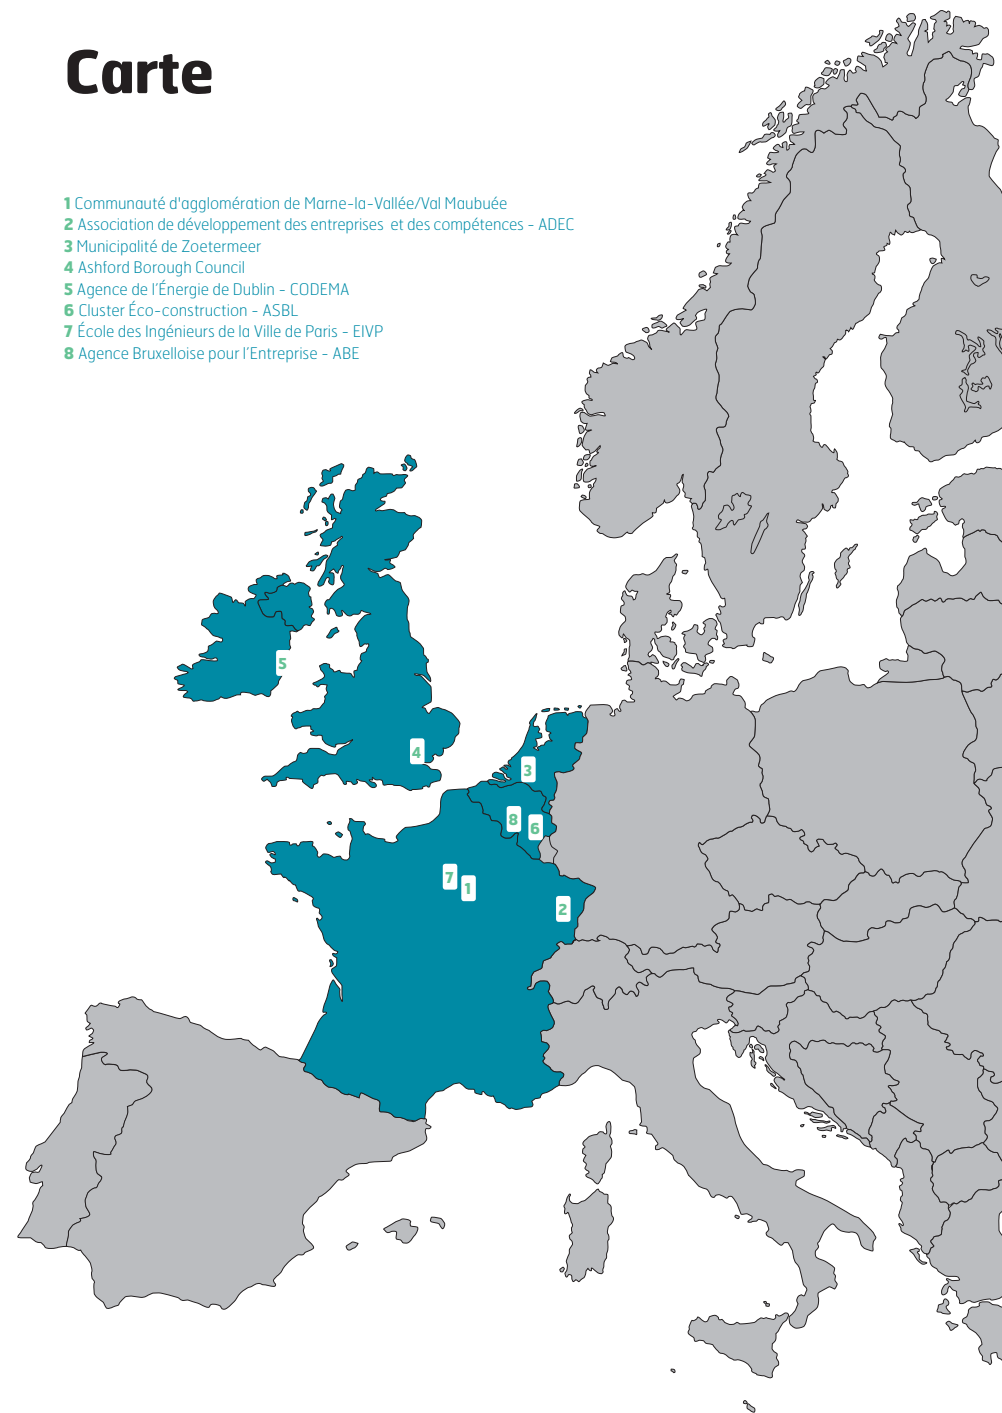 Carte
1 Communauté d'agglomération de Marne-la-Vallée/Val Maubuée
2 Association de développement des entreprises et des compétences - ADEC
3 Municipalité de Zoetermeer
4 Ashford Borough Council
5 Agence de l'Énergie de Dublin - CODEMA
6 Cluster Éco-construction - ASBL
7 École des Ingénieurs de la Ville de Paris - EIVP
8 Agence Bruxelloise pour l'Entreprise - ABE
5
4
3
8
6
7
1
2